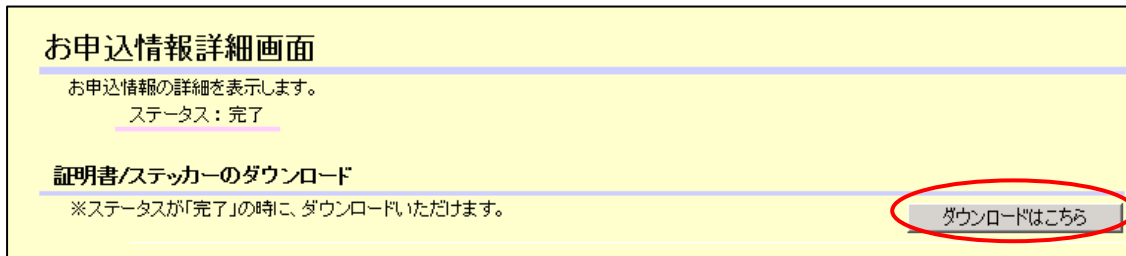 お申込情報詳細画面
お申込情報の詳細を表示します。
ステータス：完了
証明書/ステッカーのダウンロード
※ステータスが「完了」の時に、ダウンロードいただけます。
ダウンロードはこちら